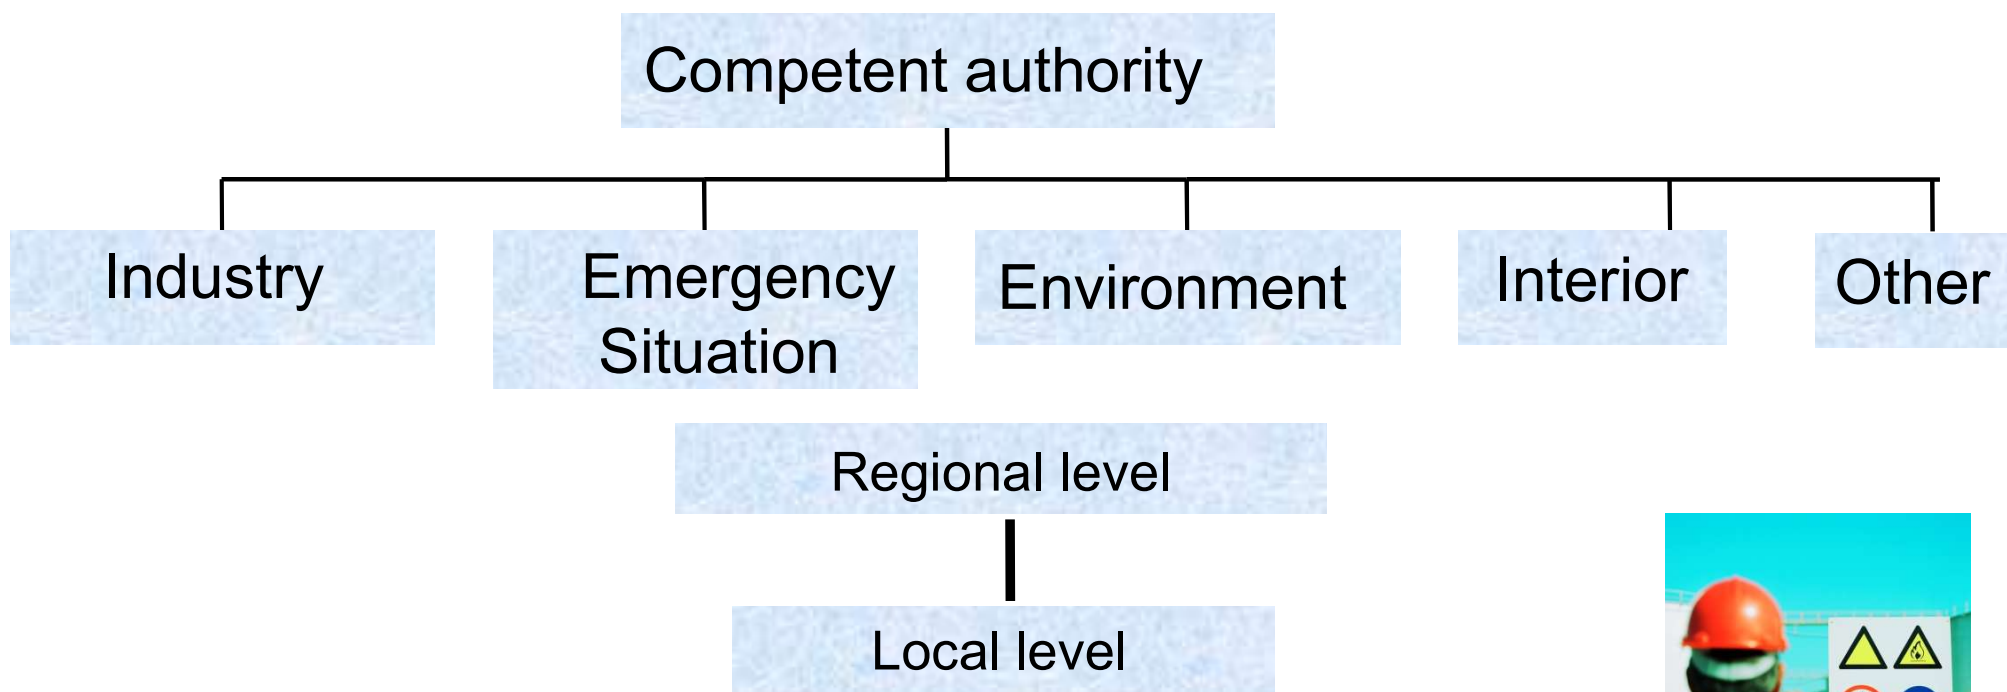 Competent authority
Industry
Emergency
Situation
Environment
Interior
Other
Regional level
Local level